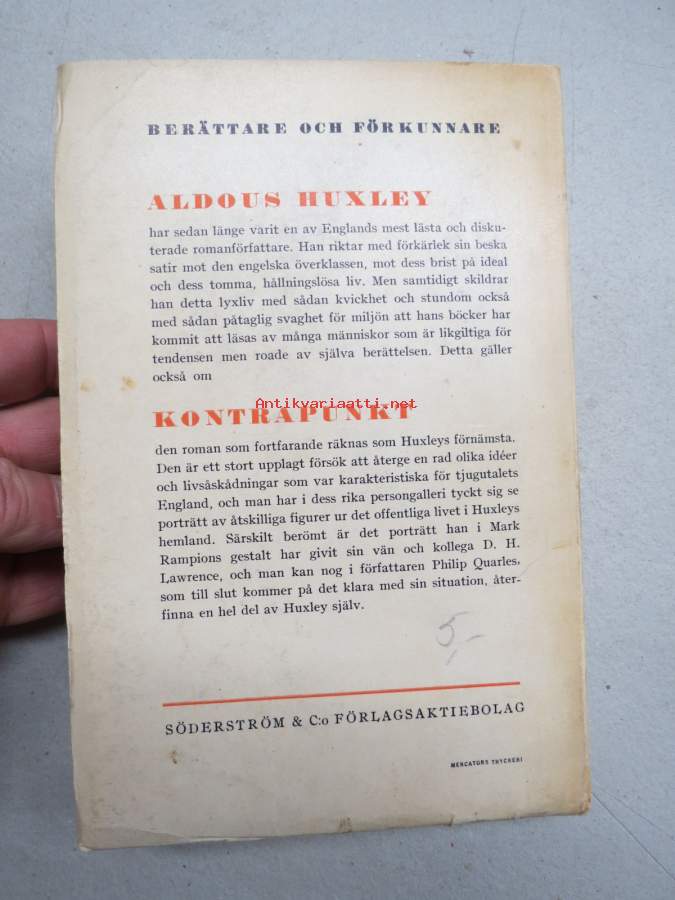 BERÄTTARE OCH FÖRKUNNARE
ALDOUS HUXLEY
har sedan länge varit en av Englands mest lästa och disku-
terade romanförfattare. Han riktar med förkärlek sin beska
satir mot den engelska överklassen, mot dess brist på ideal
och dess tomma, hållningslösa liv. Men samtidigt skildrar
han detta lyxliv med sådan kvickhet och stundom också
med sådan påtaglig svaghet för miljön att hans böcker har
kommit att läsas av många människor som är likgiltiga för
tendensen men roade av själva berättelsen. Detta gäller
också om
Antikvariaatti.net
KONTRAPUNKT
den roman som fortfarande räknas som Huxleys förnämsta.
Den är ett stort upplagt försök att återge en rad olika idéer
och livsåskådningar som var karakteristiska för tjugutalets
England, och man har i dess rika persongalleri tyckt sig se
porträtt av åtskilliga figurer ur det offentliga livet i Huxleys
hemland. Särskilt berömt är det porträtt han i Mark
Rampions gestalt har givit sin vän och kollega D. H.
Lawrence, och man kan nog i författaren Philip Quarles,
som till slut kommer på det klara med sin situation, åter-
finna en hel del av Huxley själv.
5,-
SÖDERSTRÖM & C:o FÖRLAGSAKTIEBOLAG
MERCATORS TRYCKERI